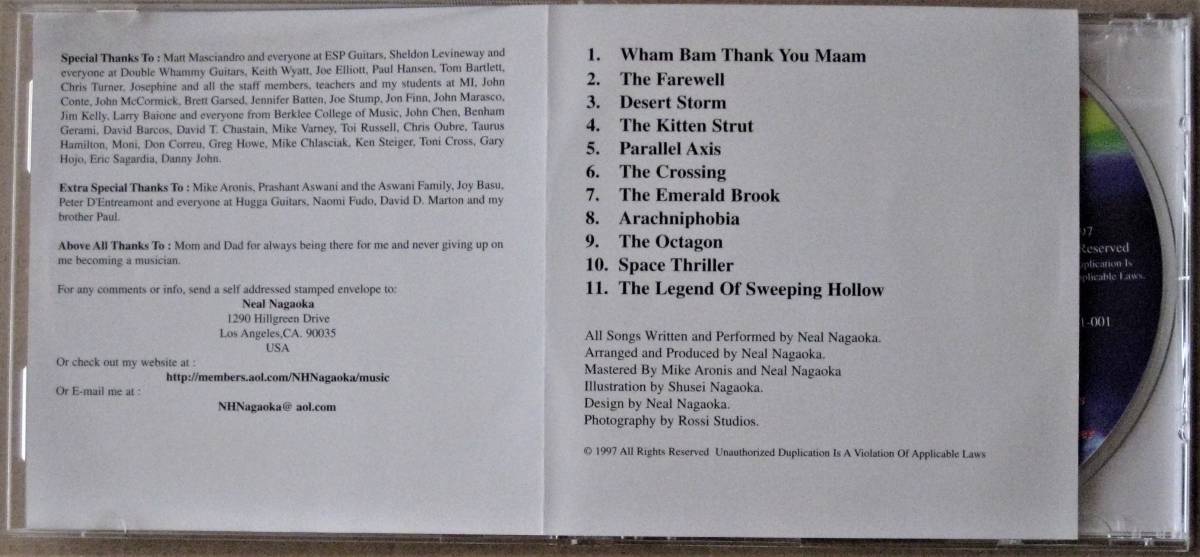 Special Thanks To : Matt Masciandro and everyone at ESP Guitars, Sheldon Levineway and
everyone at Double Whammy Guitars, Keith Wyatt, Joe Elliott, Paul Hansen, Tom Bartlett,
Chris Turner, Josephine and all the staff members, teachers and my students at MI, John
Conte, John McCormick, Brett Garsed, Jennifer Batten, Joe Stump, Jon Finn, John Marasco,
Jim Kelly, Larry Baione and everyone from Berklee College of Music, John Chen, Benham
Gerami, David Barcos, David T. Chastain, Mike Varney, Toi Russell, Chris Oubre, Taurus
Hamilton, Moni, Don Correu, Greg Howe, Mike Chlasciak, Ken Steiger, Toni Cross, Gary
Hojo, Eric Sagardia, Danny John.
Extra Special Thanks To : Mike Aronis, Prashant Aswani and the Aswani Family, Joy Basu,
Peter D'Entreamont and everyone at Hugga Guitars, Naomi Fudo, David D. Marton and my
brother Paul.
Above All Thanks To : Mom and Dad for always being there for me and never giving up on
me becoming a musician.
For any comments or info, send a self addressed stamped envelope to:
Neal Nagaoka
1290 Hillgreen Drive
Los Angeles,CA. 90035
USA
Or check out my website at :
http://members.aol.com/NHNagaoka/music
Or E-mail me at :
NHNagaoka@ aol.com
1. Wham Bam Thank You Maam
2. The Farewell
3. Desert Storm
4. The Kitten Strut
5. Parallel Axis
6. The Crossing
7. The Emerald Brook
8. Arachniphobia
9. The Octagon
10. Space Thriller
11. The Legend Of Sweeping Hollow
All Songs Written and Performed by Neal Nagaoka.
Arranged and Produced by Neal Nagaoka.
Mastered By Mike Aronis and Neal Nagaoka
Illustration by Shusei Nagaoka.
Design by Neal Nagaoka.
Photography by Rossi Studios.
© 1997 All Rights Reserved Unauthorized Duplication Is A Violation Of Applicable Laws
97
Reserved
plication Is
plicable Laws.
1-001